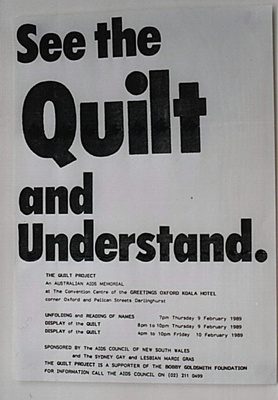 See the
Quilt
and
Understand.
THE QUILT PROJECT
An AUSTRALIAN AIDS MEMORIAL
at The Convention Centre of the GREETINGS OXFORD KOALA HOTEL
corner Oxford and Pelican Streets Darlinghurst
UNFOLDING and READING OF NAMES 7pm Thursday 9 February 1989
DISPLAY of the QUILT 8pm to 10pm Thursday 9 February 1989
DISPLAY of the QUILT 4pm to 10pm Friday 10 February 1989
SPONSORED BY The AIDS COUNCIL OF NEW SOUTH WALES
and The SYDNEY GAY and LESBIAN MARDI GRAS
THE QUILT PROJECT IS A SUPPORTER OF THE BOBBY GOLDSMITH FOUNDATION
FOR INFORMATION CALL THE AIDS COUNCIL ON (02) 211 0499